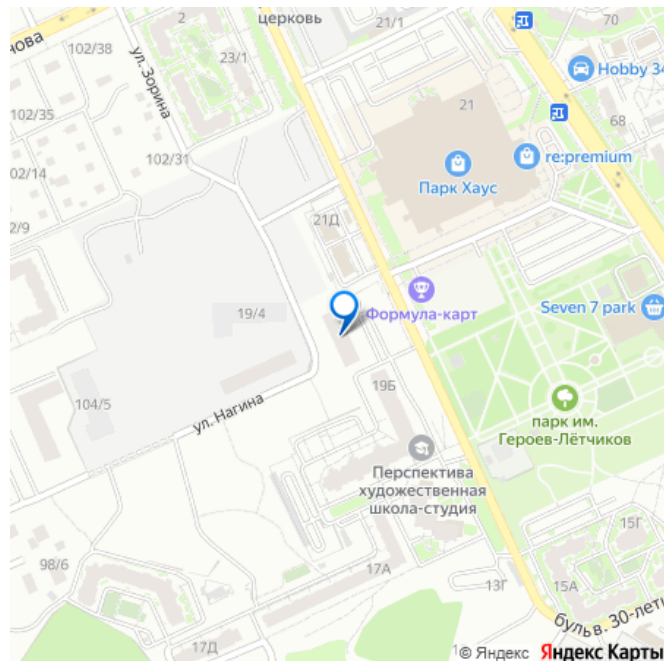 2
церковь
21/1
70
нова
102/38
ул. Зорина
23/1
Hobby 34
102/35
21
68
102/31
re:premium
02/14
Парк Хаус
2/9
21Д
Формула-карт
Seven 7 park
19/4
19Б
104/5
ул. Нагина
парк им.
Героев-Лётчиков
Перспектива
художественная
школа-студия
15Г
98/6
17А
13Г
15А
бульв. 30-лети
17Д
1
© Яндекс Яндекс Карты